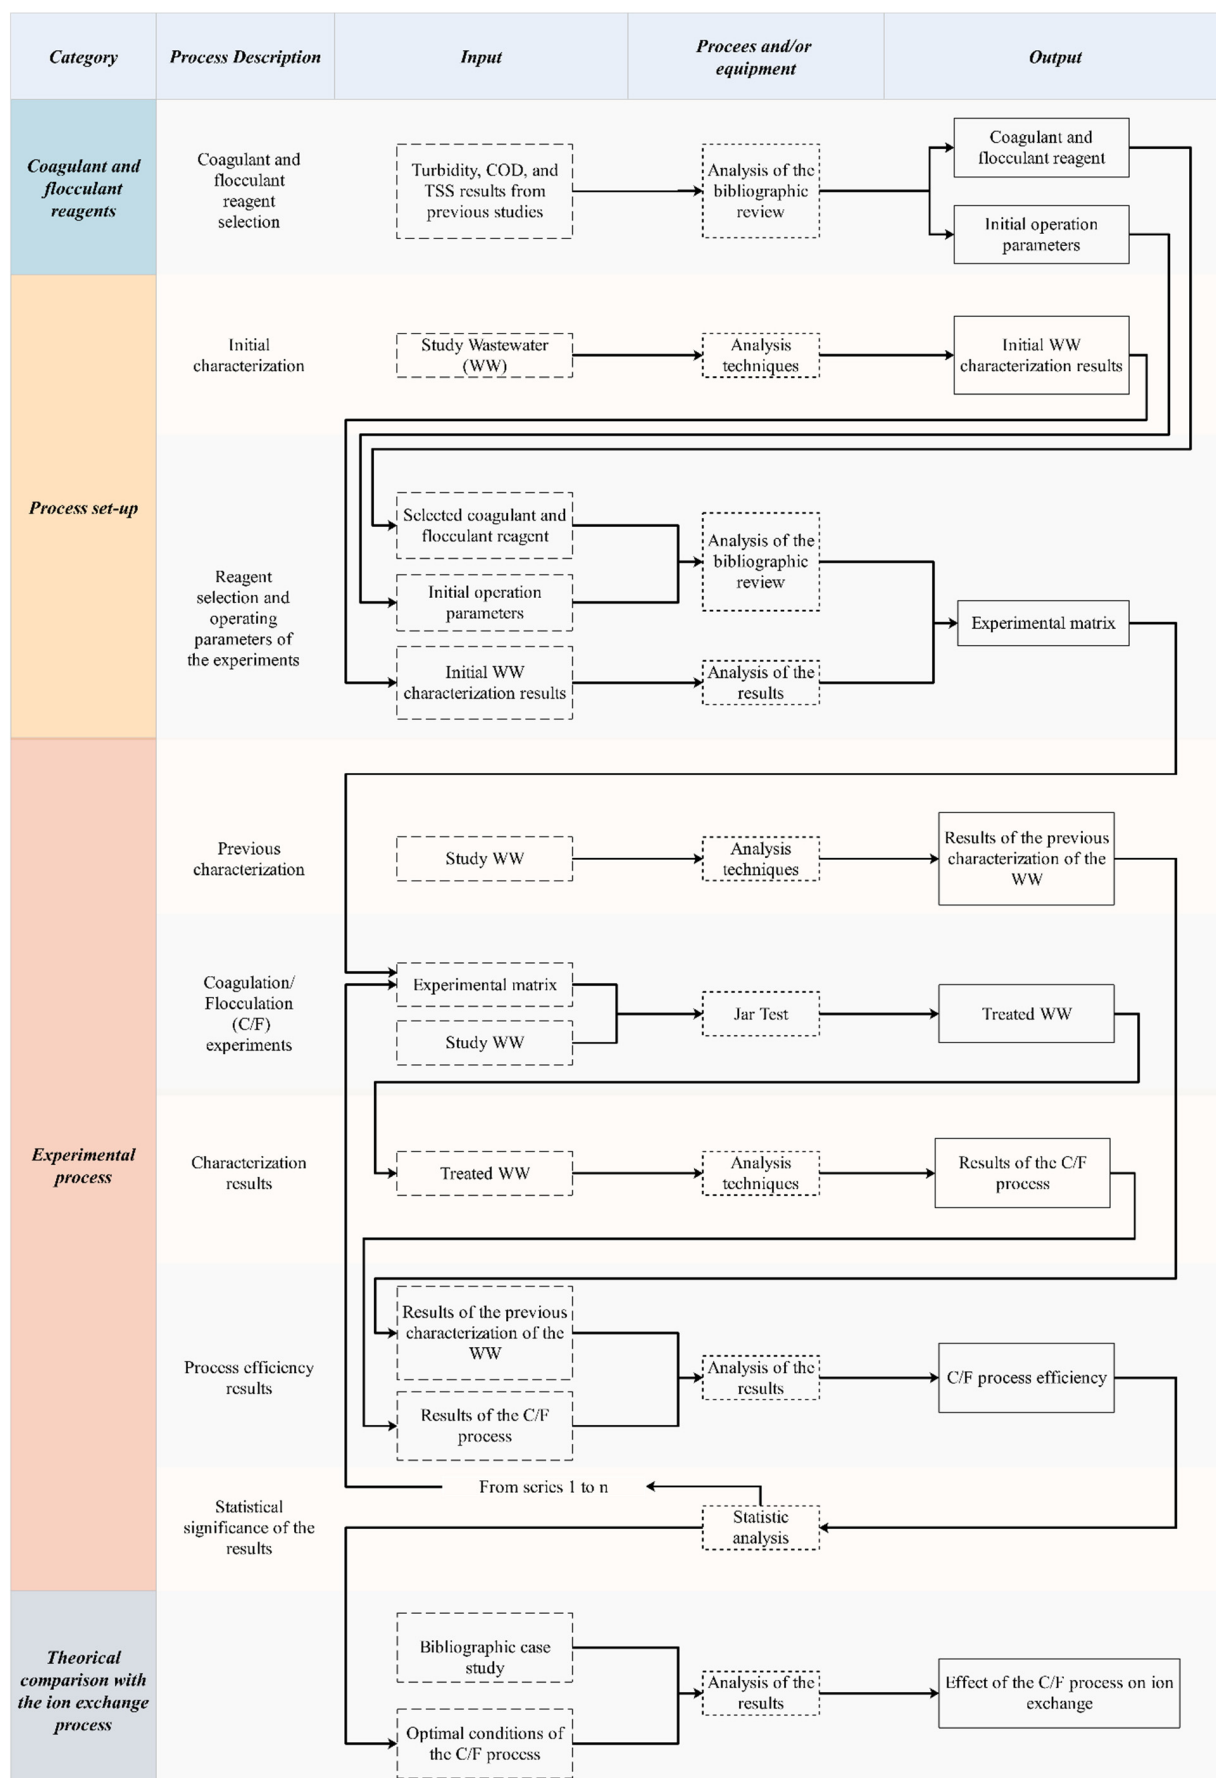 Category
Process Description
Input
Procees and/or
equipment
Output
Coagulant and
flocculant
reagents
Coagulant and
flocculant
reagent
selection
Turbidity, COD, and
TSS results from
previous studies
Analysis of the
bibliographic
review
Coagulant and
flocculant reagent
Initial operation
parameters
Process set-up
Initial
characterization
Study Wastewater
(WW)
Analysis
techniques
Initial WW
characterization results
Reagent
selection and
operating
parameters of
the experiments
Selected coagulant and
flocculant reagent
Initial operation
parameters
Initial WW
characterization results
Analysis of the
bibliographic
review
Analysis of the
results
Experimental matrix
Experimental
process
Previous
characterization
Study WW
Analysis
techniques
Results of the previous
characterization of the
WW
Coagulation/
Flocculation
(C/F)
experiments
Experimental matrix
Study WW
Jar Test
Treated WW
Characterization
results
Treated WW
Analysis
techniques
Results of the C/F
process
Process efficiency
results
Results of the previous
characterization of the
WW
Results of the C/F
process
Analysis of the
results
C/F process efficiency
Statistical
significance of the
results
From series 1 to n
Statistic
analysis
Theorical
comparison with
the ion exchange
process
Bibliographic case
study
Optimal conditions of
the C/F process
Analysis of the
results
Effect of the C/F process on ion
exchange